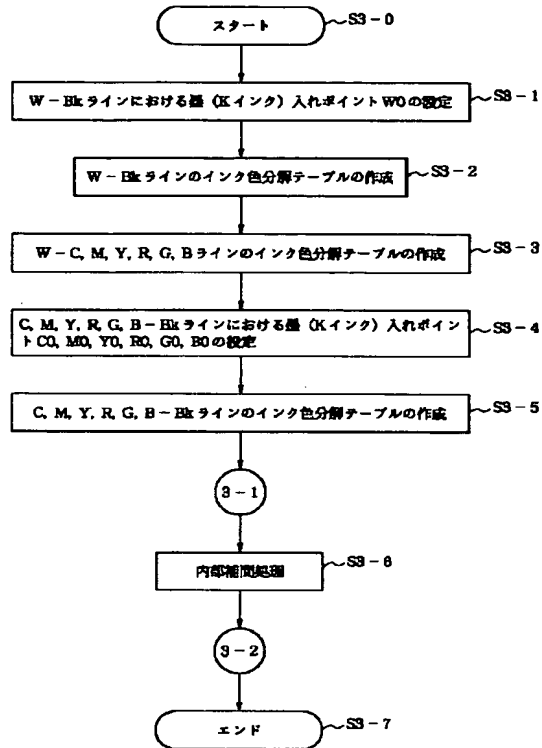 スタート
S3-0
W-Bkラインにおける墨（Kインク）入れポイントW0の設定
S3-1
W-Bkラインのインク色分解テーブルの作成
S3-2
W-C, M, Y, R, G, Bラインのインク色分解テーブルの作成
S3-3
C, M, Y, R, G, B-Bkラインにおける墨（Kインク）入れポイン
トC0, M0, Y0, R0, G0, B0の設定
S3-4
C, M, Y, R, G, B-Bkラインのインク色分解テーブルの作成
S3-5
3-1
内部補間処理
S3-6
3-2
エンド
S3-7